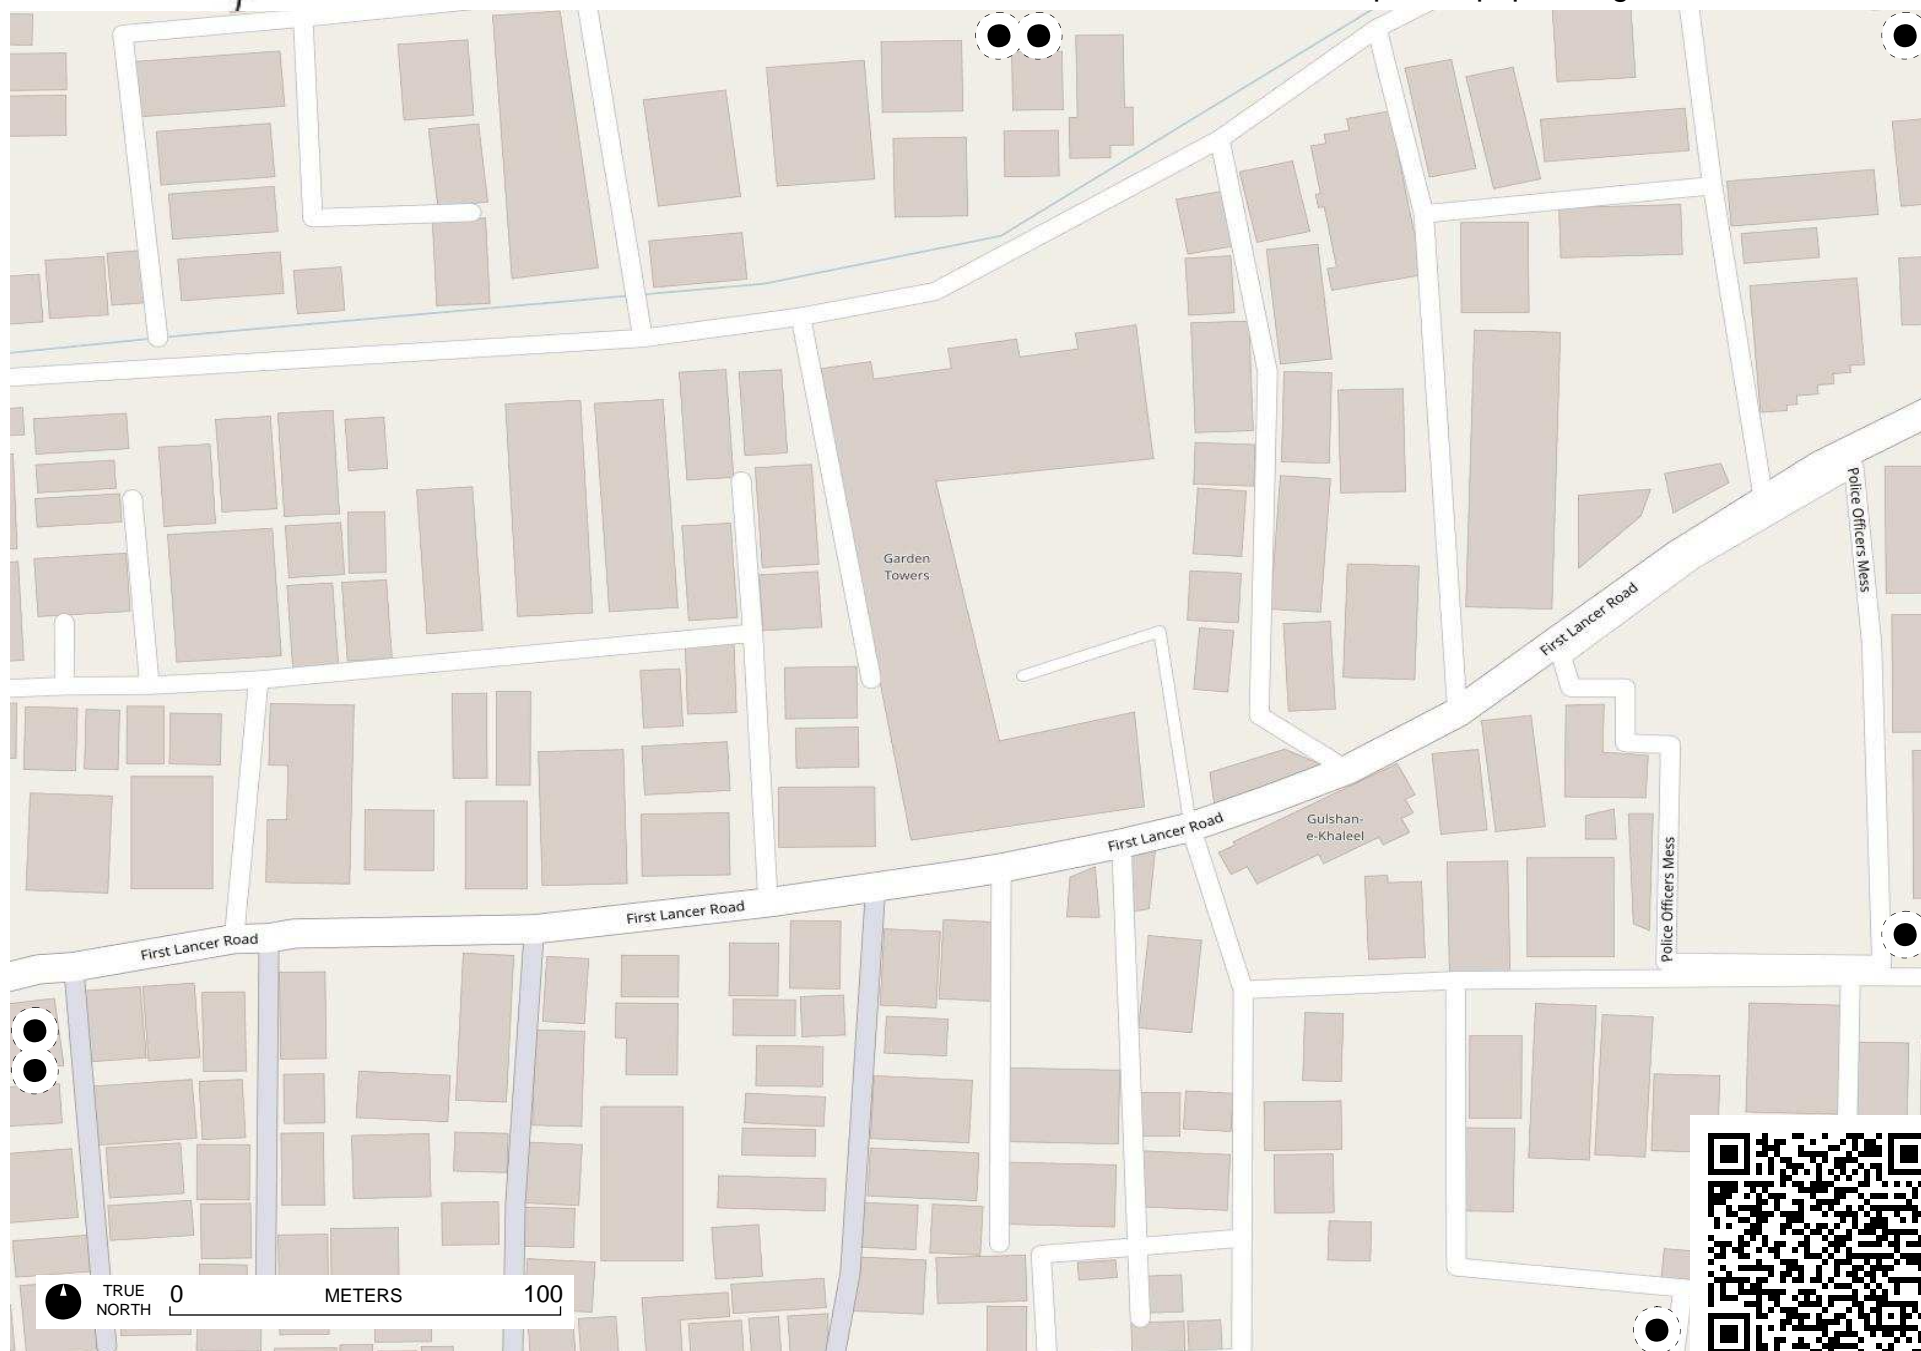 Garden
Towers
Police Officers Mess
First Lancer Road
First Lancer Road
Gulshan-
e-Khaleel
Police Officers Mess
First Lancer Road
First Lancer Road
TRUE
NORTH
0 METERS 100